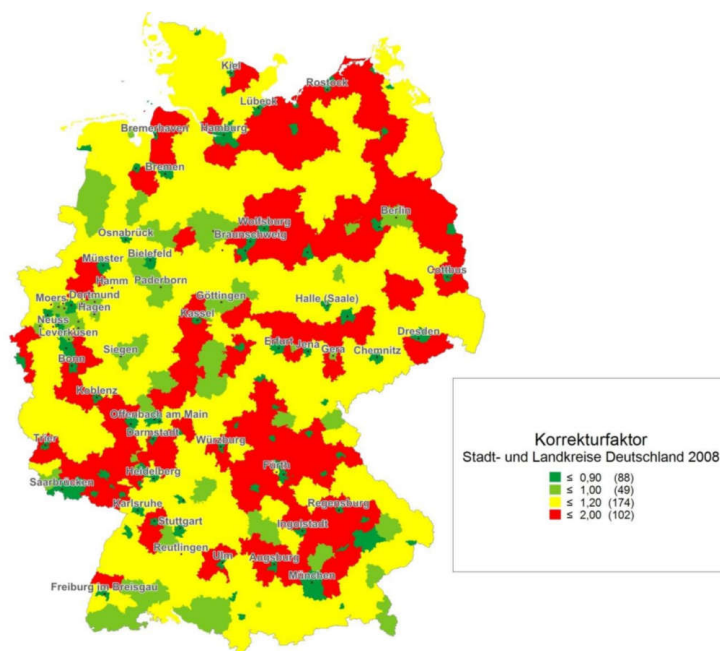 Kiel
Rostock
Lübeck
Bremerhaven
Hamburg
Bremen
Berlin
Wolfsburg
Osnabrück
Braunschweig
Münster
Bielefeld
Cottbus
Hamm
Paderborn
Moers
Dortmund
Göttingen
Halle (Saale)
Hagen
Neuss
Kassel
Leverkusen
Dresden
Erfurt
Jena
Gera
Chemnitz
Siegen
Bonn
Koblenz
Offenbach am Main
Trier
Darmstadt
Würzburg
Heidelberg
Fürth
Saarbrücken
Karlsruhe
Regensburg
Stuttgart
Ingolstadt
Reutlingen
Ulm
Augsburg
München
Freiburg im Breisgau
Korrekturfaktor
Stadt- und Landkreise Deutschland 2008
≤ 0,90 (88)
≤ 1,00 (49)
≤ 1,20 (174)
≤ 2,00 (102)